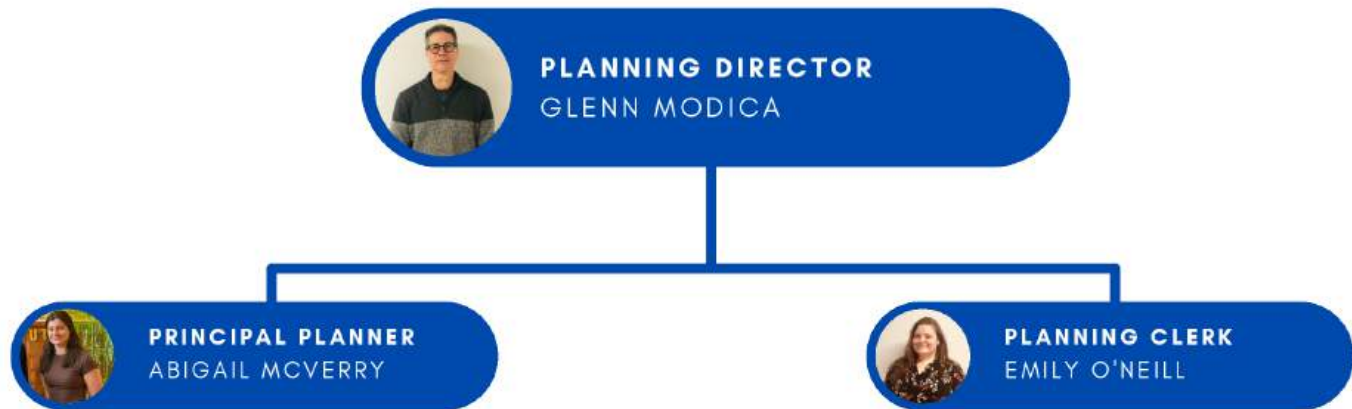 PLANNING DIRECTOR
GLENN MODICA
PRINCIPAL PLANNER
ABIGAIL MCVERRY
PLANNING CLERK
EMILY O'NEILL